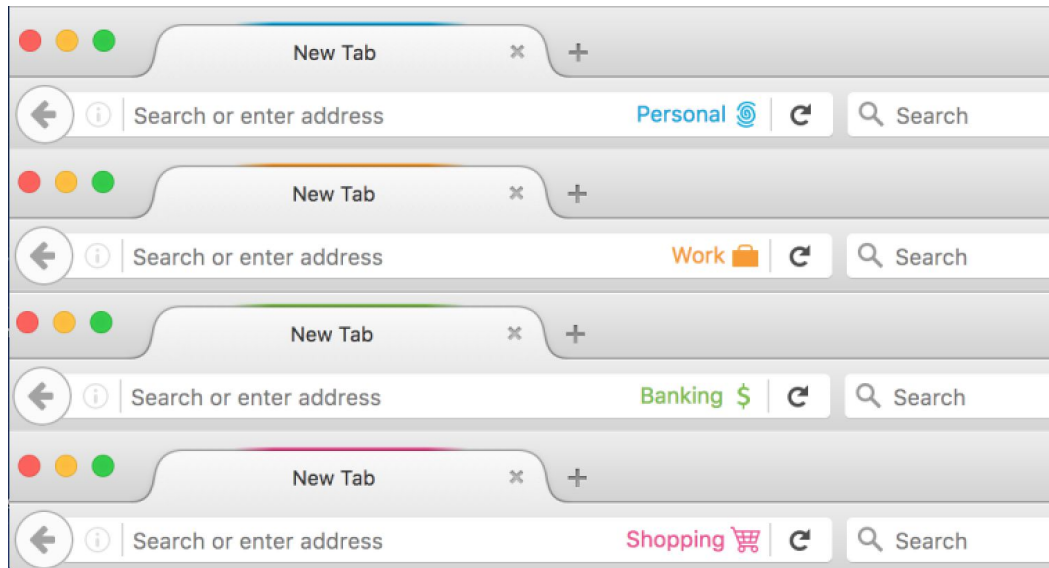 New Tab
Search or enter address Personal Search
New Tab
Search or enter address Work Search
New Tab
Search or enter address Banking $ Search
New Tab
Search or enter address Shopping Search